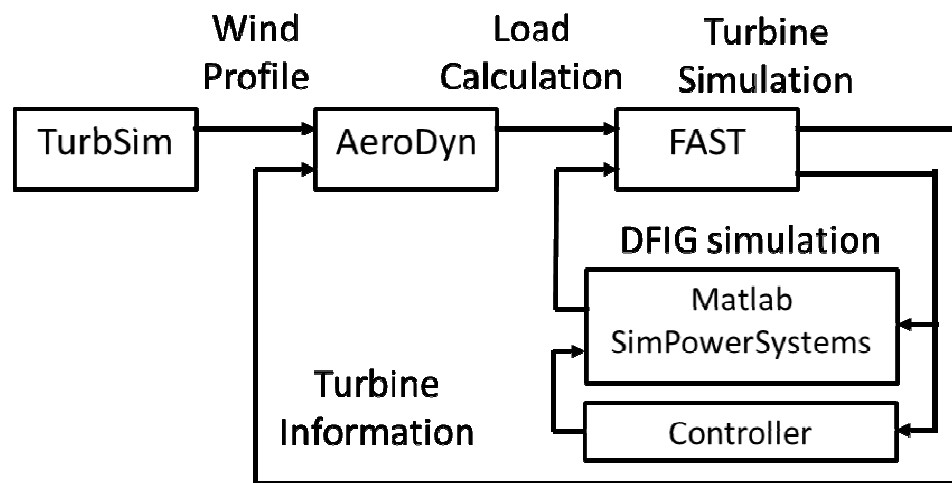 Wind
Profile
Load
Calculation
Turbine
Simulation
TurbSim
AeroDyn
FAST
DFIG simulation
Matlab
SimPowerSystems
Turbine
Information
Controller